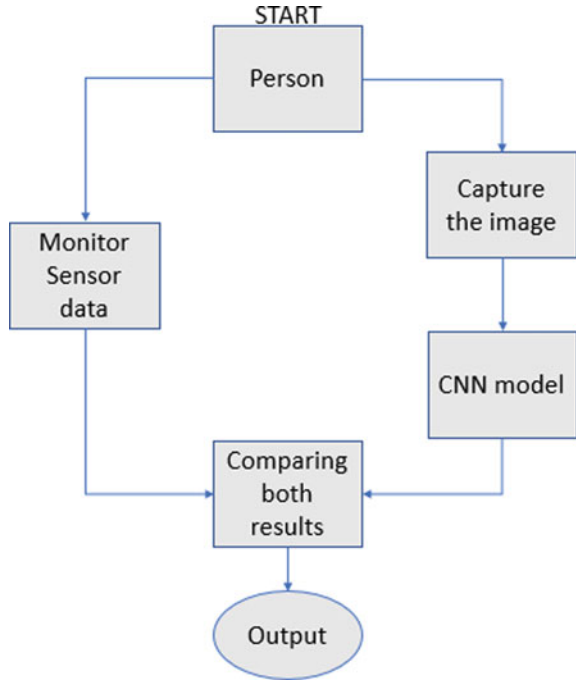 START
Person
Capture
the image
Monitor
Sensor
data
CNN model
Comparing
both
results
Output